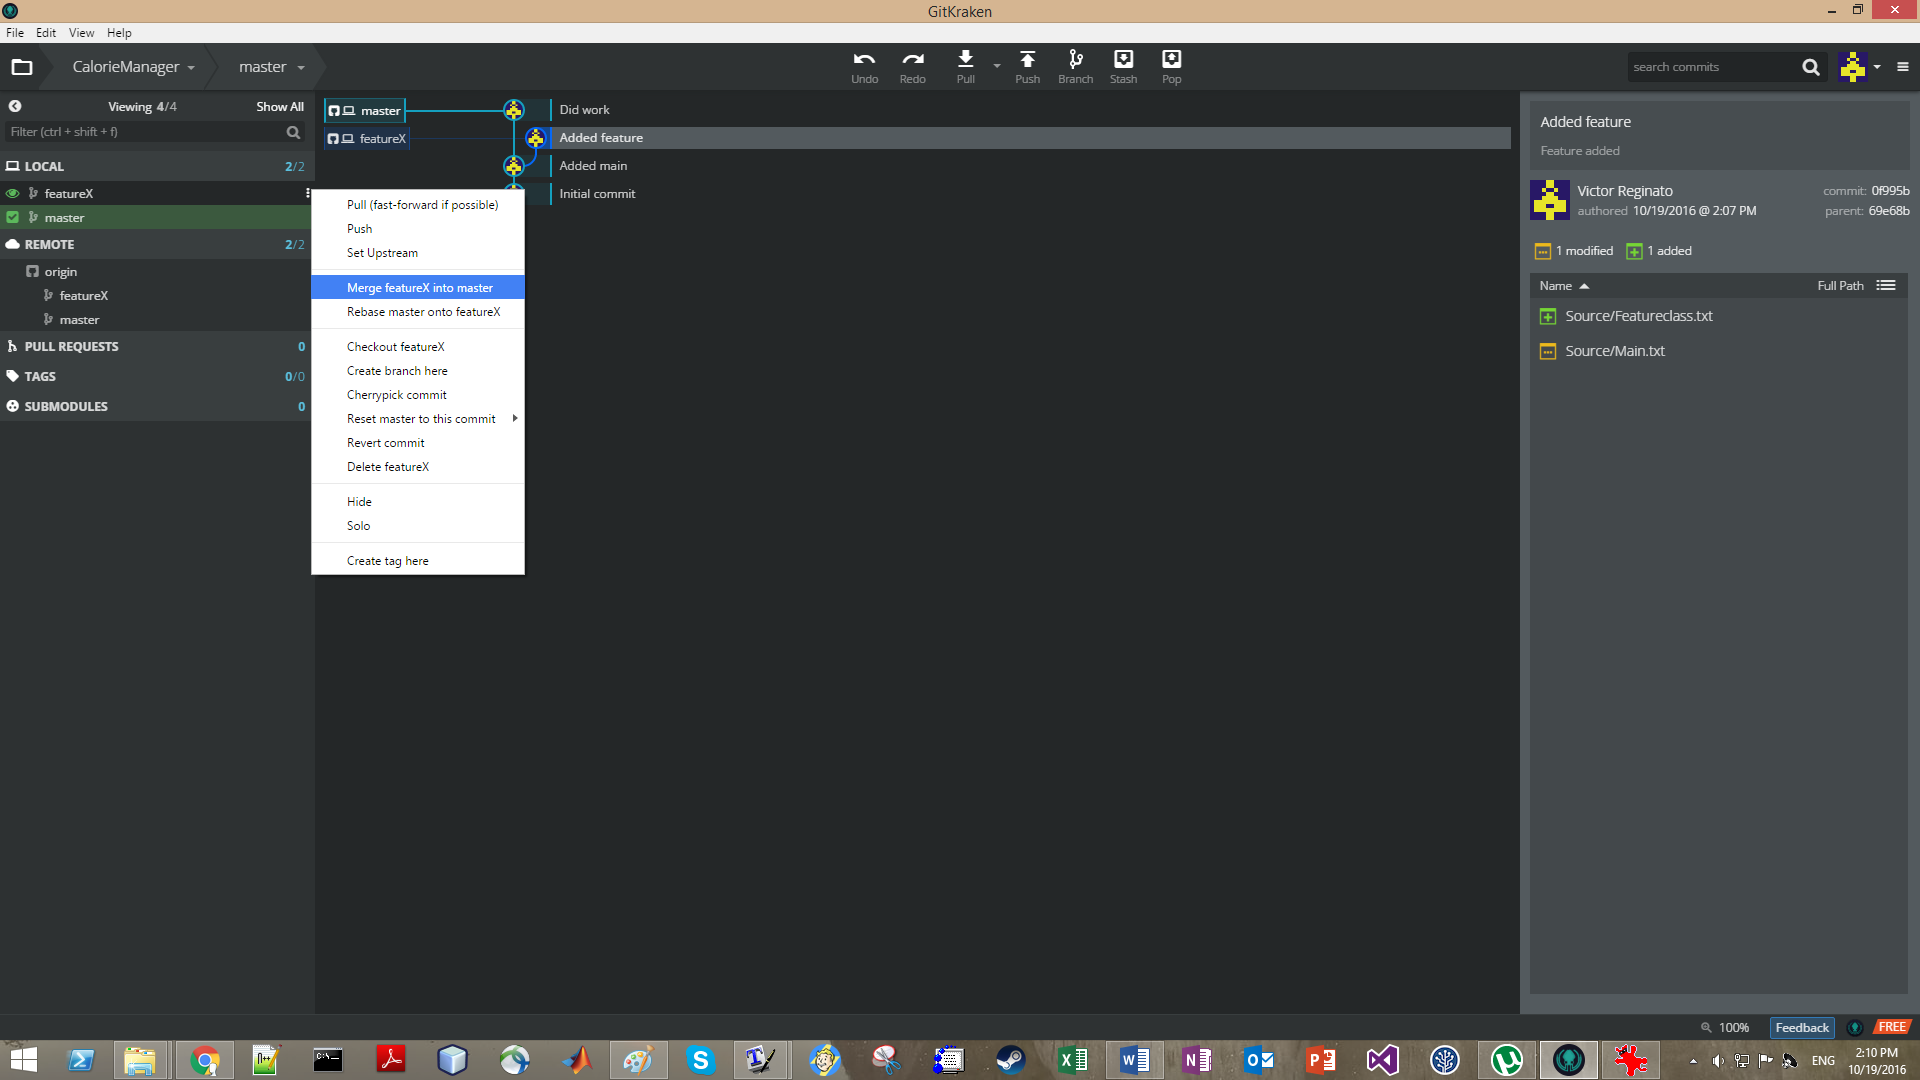 GitKraken
File Edit View Help
CalorieManager master
Undo Redo Pull Push Branch Stash Pop
search commits
Viewing 4/4 Show All
Filter (ctrl + shift + f)
LOCAL 2/2
featureX
master
REMOTE 2/2
origin
featureX
master
PULL REQUESTS 0
TAGS 0/0
SUBMODULES 0
master Did work
featureX Added feature
Added main
Initial commit
Pull (fast-forward if possible)
Push
Set Upstream
Merge featureX into master
Rebase master onto featureX
Checkout featureX
Create branch here
Cherrypick commit
Reset master to this commit
Revert commit
Delete featureX
Hide
Solo
Create tag here
Added feature
Feature added
Victor Reginato commit: 0f995b
authored 10/19/2016 @ 2:07 PM parent: 69e68b
1 modified 1 added
Name Full Path
Source/Featureclass.txt
Source/Main.txt
100% Feedback FREE
ENG 2:10 PM
10/19/2016